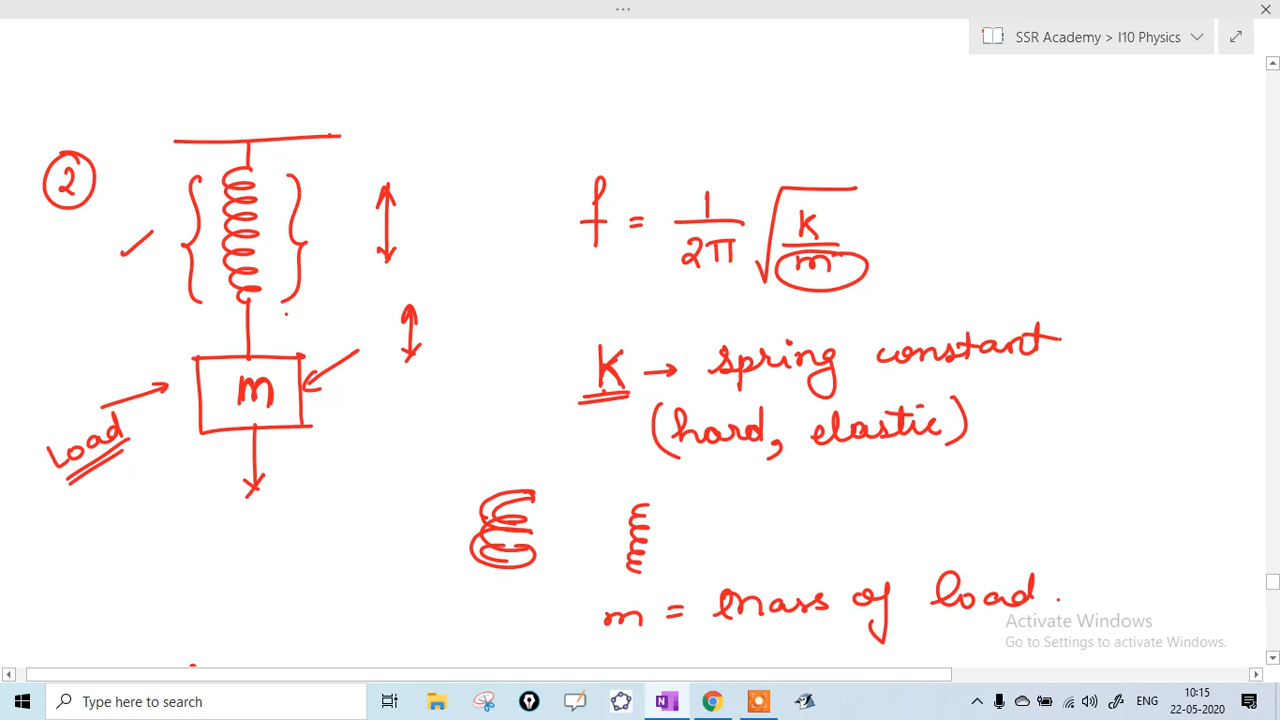 SSR Academy > I10 Physics
2
f = 1/2π √k/m
K → spring constant
(hard, elastic)
m
Load
m = mass of load.
Activate Windows
Go to Settings to activate Windows.
Type here to search
ENG
10:15
22-05-2020